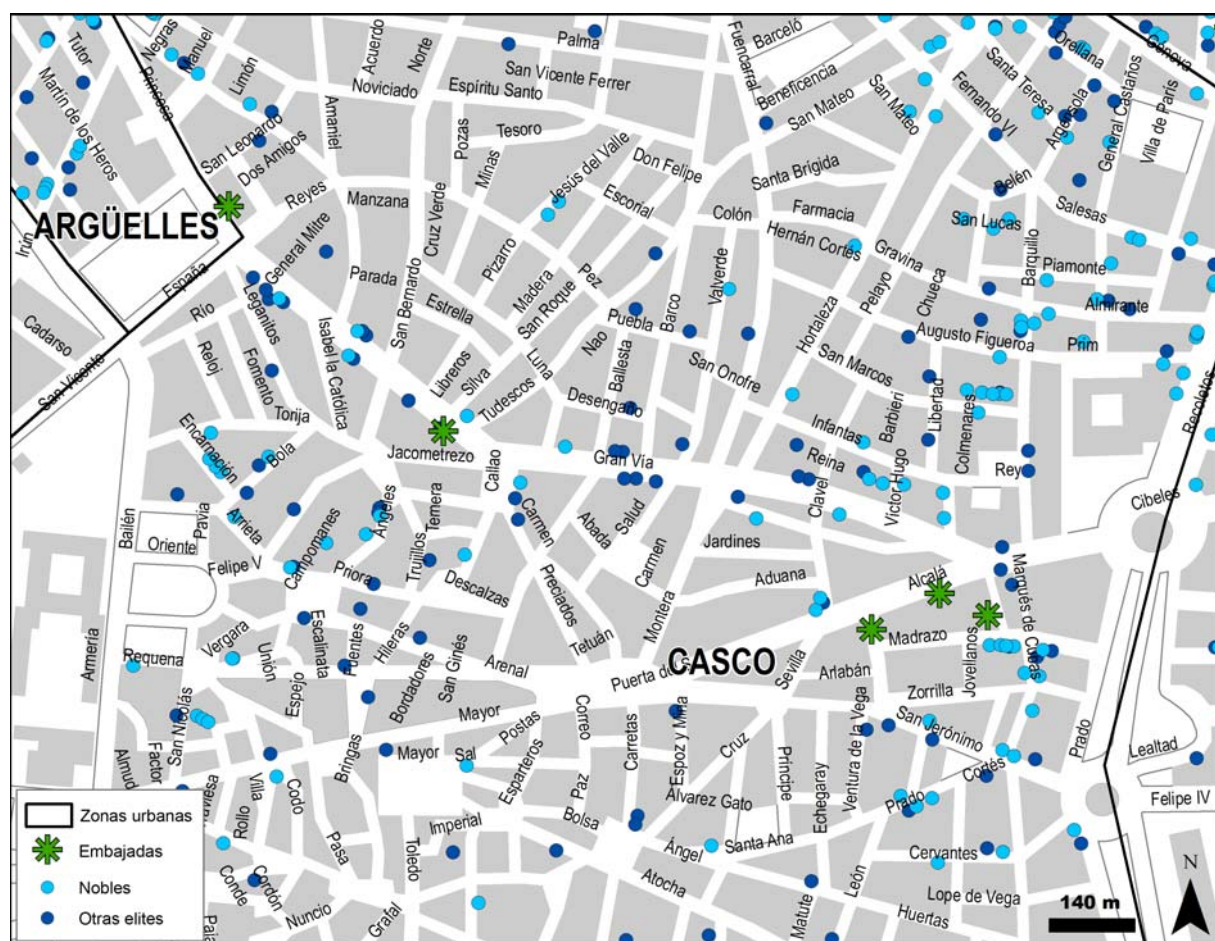 Tutor
Negras
Manuel
Limón
Princesa
Martín de los Heros
San Leonardo
Dos Amigos
Acuerdo
Norte
Noviciado
Espíritu Santo
Palma
San Vicente Ferrer
Fuencarral
Barceló
Beneficencia
San Mateo
San Mateo
Fernando VI
Santa Teresa
Orellana
Genova
Argensola
General Castaños
Villa de París
Amaniel
Pozas
Tesoro
Minas
Jesús del Valle
Don Felipe
Santa Brígida
Belén
Salesas
Reyes
Manzana
Cruz Verde
Escorial
Colón
Farmacia
Hernán Cortés
San Lucas
ARGÜELLES
Irún
España
General Mitre
Parada
San Bernardo
Pizarro
Madera
San Roque
Pez
Barco
Valverde
Gravina
Barquillo
Piamonte
Almirante
Cadarso
Río
Leganitos
Estrella
Isabel la Católica
Luna
Nao
Puebla
Ballesta
Hortaleza
Pelayo
Chueca
Augusto Figueroa
Prim
San Vicente
Reloj
Fomento
Libreros
Silva
Tudescos
San Onofre
San Marcos
Torija
Desengaño
Infantas
Barbieri
Libertad
Colmenares
Recoletos
Encarnación
Bola
Jacometrezo
Callao
Gran Vía
Reina
Rey
Clavel
Victor Hugo
Cibeles
Bailén
Pavia
Arrieta
Oriente
Campomanes
Angeles
Ternera
Carmen
Abada
Salud
Jardines
Felipe V
Priora
Trujillos
Descalzas
Preciados
Carmen
Montera
Aduana
Alcalá
Marqués de Cubas
Armería
Requena
Vergara
Unión
Escalinata
Fuentes
Hileras
Bordadores
San Ginés
Arenal
Tetuán
Puerta de Sol
CASCO
Sevilla
Arlabán
Madrazo
Jovellanos
Zorrilla
San Nicolás
Espejo
Mayor
Postas
Correo
Carretas
Espoz y Mina
Cruz
Príncipe
Echegaray
Ventura de la Vega
San Jerónimo
Cortés
Prado
Lealtad
Factor
Almud
Villa
Codo
Bringas
Mayor
Sal
Esparteros
Paz
Álvarez Gato
Prado
Felipe IV
Rollo
Pasa
Imperial
Bolsa
Ángel
Santa Ana
Cervantes
Conde
Cordón
Nuncio
Toledo
Grafal
Atocha
Matute
León
Lope de Vega
Huertas
Zonas urbanas
Embajadas
Nobles
Otras elites
N
140 m